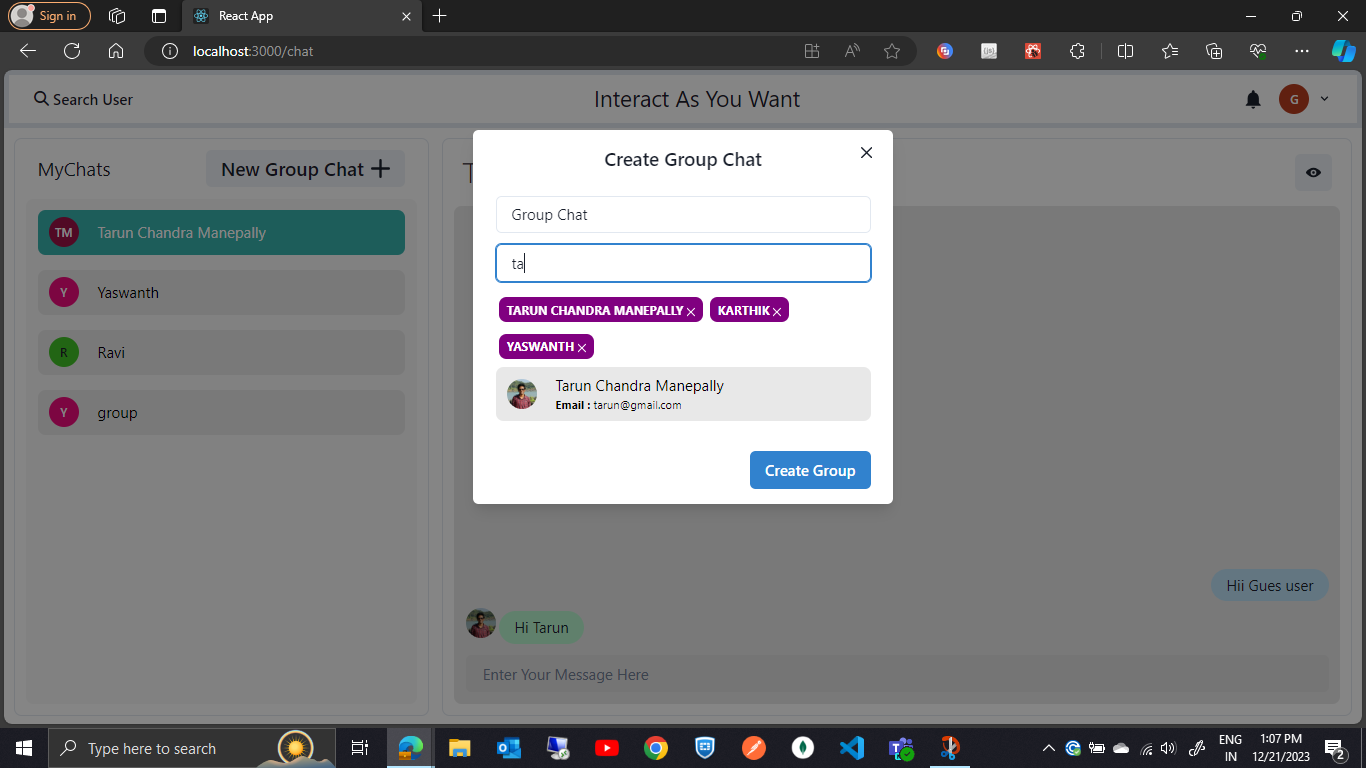 Sign in
React App
localhost:3000/chat
Search User
Interact As You Want
G
MyChats
New Group Chat
T
TM
Tarun Chandra Manepally
Y
Yaswanth
R
Ravi
Y
group
Create Group Chat
Group Chat
ta
TARUN CHANDRA MANEPALLY
KARTHIK
YASWANTH
Tarun Chandra Manepally
Email : tarun@gmail.com
Create Group
Hii Gues user
Hi Tarun
Enter Your Message Here
Type here to search
ENG
IN
1:07 PM
12/21/2023
2